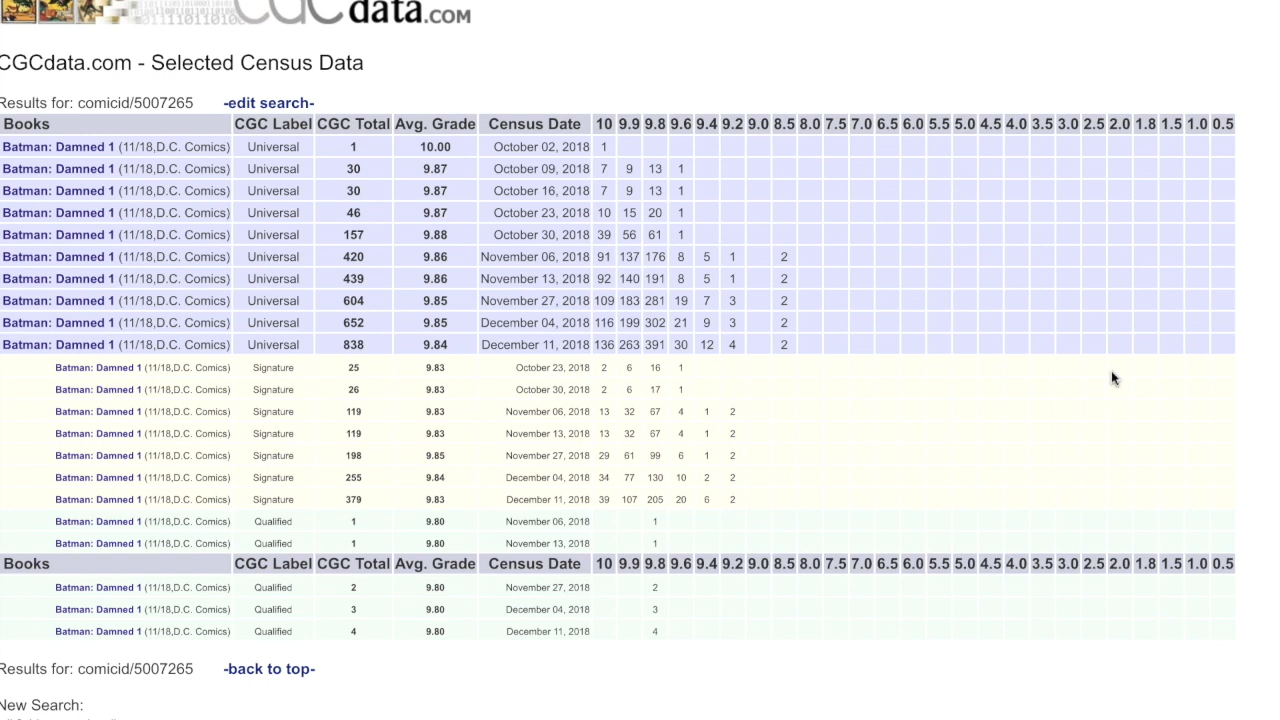 data.COM
CGCdata.com - Selected Census Data
Results for: comicid/5007265 -edit search-
Books CGC Label CGC Total Avg. Grade Census Date 10 9.9 9.8 9.6 9.4 9.2 9.0 8.5 8.0 7.5 7.0 6.5 6.0 5.5 5.0 4.5 4.0 3.5 3.0 2.5 2.0 1.8 1.5 1.0 0.5
Batman: Damned 1 (11/18,D.C. Comics) Universal 1 10.00 October 02, 2018 1
Batman: Damned 1 (11/18,D.C. Comics) Universal 30 9.87 October 09, 2018 7 9 13 1
Batman: Damned 1 (11/18,D.C. Comics) Universal 30 9.87 October 16, 2018 7 9 13 1
Batman: Damned 1 (11/18,D.C. Comics) Universal 46 9.87 October 23, 2018 10 15 20 1
Batman: Damned 1 (11/18,D.C. Comics) Universal 157 9.88 October 30, 2018 39 56 61 1
Batman: Damned 1 (11/18,D.C. Comics) Universal 420 9.86 November 06, 2018 91 137 176 8 5 1 2
Batman: Damned 1 (11/18,D.C. Comics) Universal 439 9.86 November 13, 2018 92 140 191 8 5 1 2
Batman: Damned 1 (11/18,D.C. Comics) Universal 604 9.85 November 27, 2018 109 183 281 19 7 3 2
Batman: Damned 1 (11/18,D.C. Comics) Universal 652 9.85 December 04, 2018 116 199 302 21 9 3 2
Batman: Damned 1 (11/18,D.C. Comics) Universal 838 9.84 December 11, 2018 136 263 391 30 12 4 2
Batman: Damned 1 (11/18,D.C. Comics) Signature 25 9.83 October 23, 2018 2 6 16 1
Batman: Damned 1 (11/18,D.C. Comics) Signature 26 9.83 October 30, 2018 2 6 17 1
Batman: Damned 1 (11/18,D.C. Comics) Signature 119 9.83 November 06, 2018 13 32 67 4 1 2
Batman: Damned 1 (11/18,D.C. Comics) Signature 119 9.83 November 13, 2018 13 32 67 4 1 2
Batman: Damned 1 (11/18,D.C. Comics) Signature 198 9.85 November 27, 2018 29 61 99 6 1 2
Batman: Damned 1 (11/18,D.C. Comics) Signature 255 9.84 December 04, 2018 34 77 130 10 2 2
Batman: Damned 1 (11/18,D.C. Comics) Signature 379 9.83 December 11, 2018 39 107 205 20 6 2
Batman: Damned 1 (11/18,D.C. Comics) Qualified 1 9.80 November 06, 2018 1
Batman: Damned 1 (11/18,D.C. Comics) Qualified 1 9.80 November 13, 2018 1
Books CGC Label CGC Total Avg. Grade Census Date 10 9.9 9.8 9.6 9.4 9.2 9.0 8.5 8.0 7.5 7.0 6.5 6.0 5.5 5.0 4.5 4.0 3.5 3.0 2.5 2.0 1.8 1.5 1.0 0.5
Batman: Damned 1 (11/18,D.C. Comics) Qualified 2 9.80 November 27, 2018 2
Batman: Damned 1 (11/18,D.C. Comics) Qualified 3 9.80 December 04, 2018 3
Batman: Damned 1 (11/18,D.C. Comics) Qualified 4 9.80 December 11, 2018 4
Results for: comicid/5007265 -back to top-
New Search: